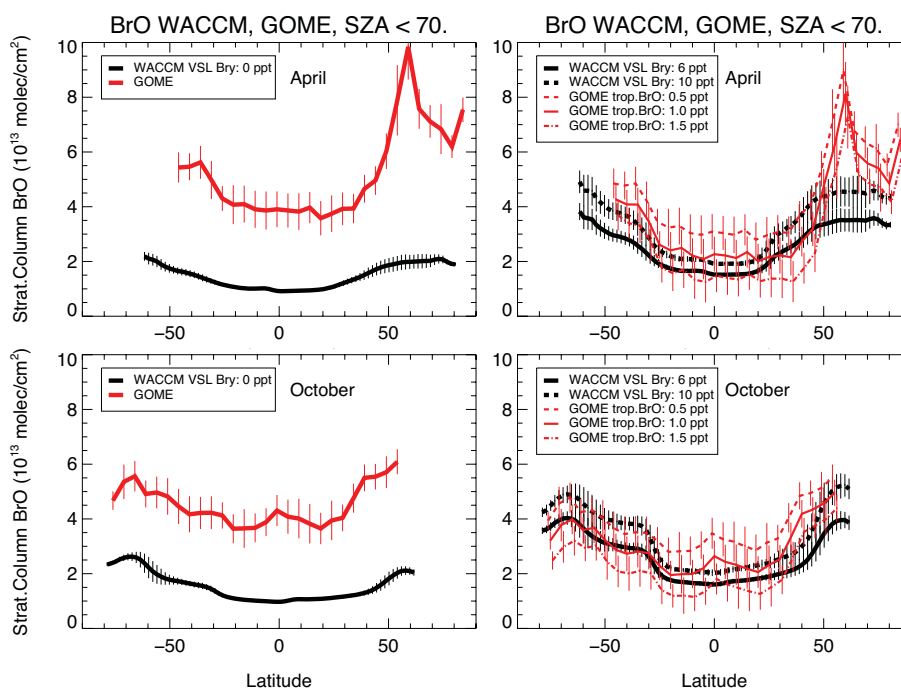 BrO WACCM, GOME, SZA < 70.
BrO WACCM, GOME, SZA < 70.
Strat.Column BrO (10^13 molec/cm^2)
10
8
6
4
2
0
WACCM VSL Bry: 0 ppt
GOME
April
−50
0
50
10
8
6
4
2
0
WACCM VSL Bry: 6 ppt
WACCM VSL Bry: 10 ppt
GOME trop.BrO: 0.5 ppt
GOME trop.BrO: 1.0 ppt
GOME trop.BrO: 1.5 ppt
April
−50
0
50
Strat.Column BrO (10^13 molec/cm^2)
10
8
6
4
2
0
WACCM VSL Bry: 0 ppt
GOME
October
−50
0
50
Latitude
10
8
6
4
2
0
WACCM VSL Bry: 6 ppt
WACCM VSL Bry: 10 ppt
GOME trop.BrO: 0.5 ppt
GOME trop.BrO: 1.0 ppt
GOME trop.BrO: 1.5 ppt
October
−50
0
50
Latitude